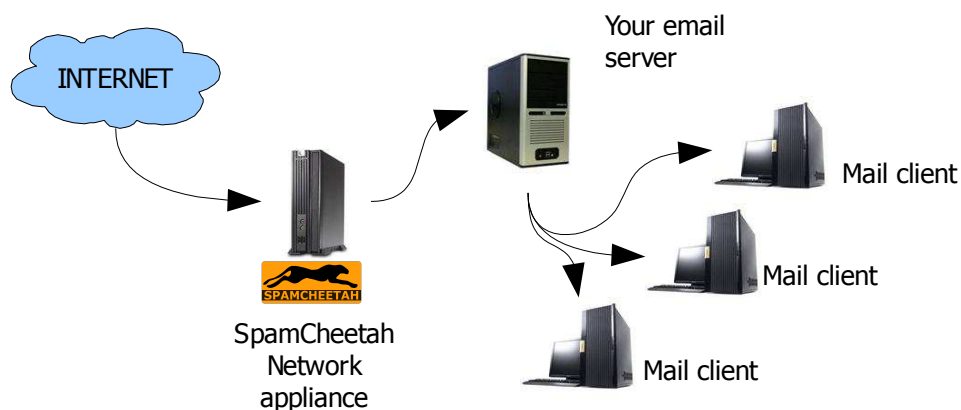 Your email
server
INTERNET
Mail client
Mail client
SPAMCHEETAH
SpamCheetah
Network
appliance
Mail client